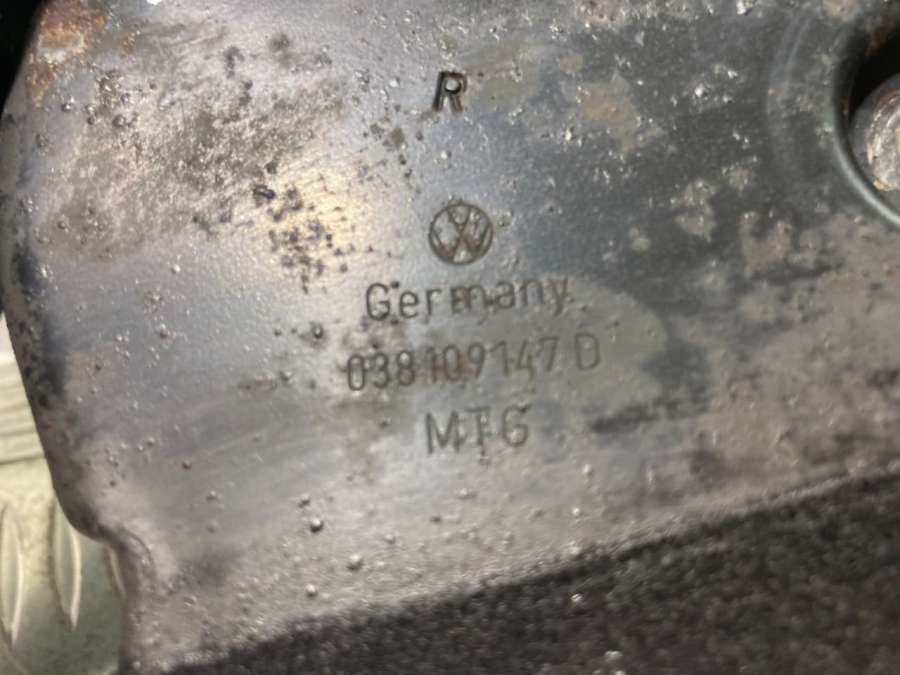 R
Germany
038109147 D
MTG